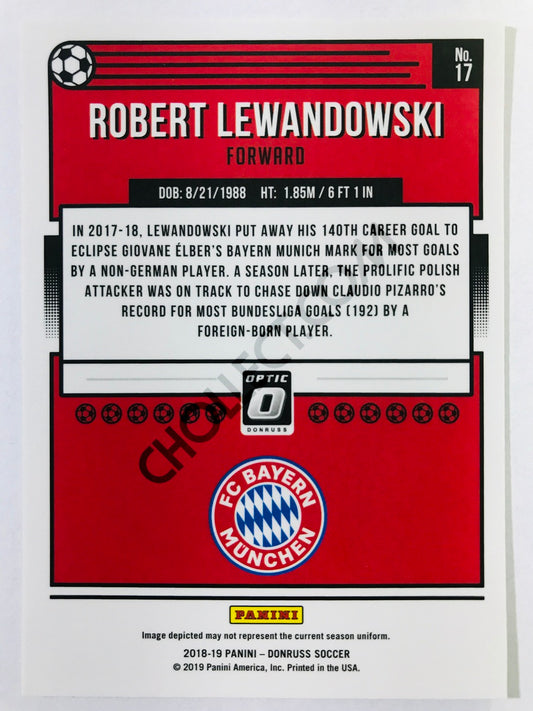 No.
17
ROBERT LEWANDOWSKI
FORWARD
DOB: 8/21/1988 HT: 1.85M / 6 FT 1 IN
IN 2017-18, LEWANDOWSKI PUT AWAY HIS 140TH CAREER GOAL TO
ECLIPSE GIOVANE ÉLBER'S BAYERN MUNICH MARK FOR MOST GOALS
BY A NON-GERMAN PLAYER. A SEASON LATER, THE PROLIFIC POLISH
ATTACKER WAS ON TRACK TO CHASE DOWN CLAUDIO PIZARRO'S
RECORD FOR MOST BUNDESLIGA GOALS (192) BY A
FOREIGN-BORN PLAYER.
OPTIC
DONRUSS
CHOLLECT.COM
FC BAYERN
MÜNCHEN
PANINI
Image depicted may not represent the current season uniform.
2018-19 PANINI – DONRUSS SOCCER
© 2019 Panini America, Inc. Printed in the USA.